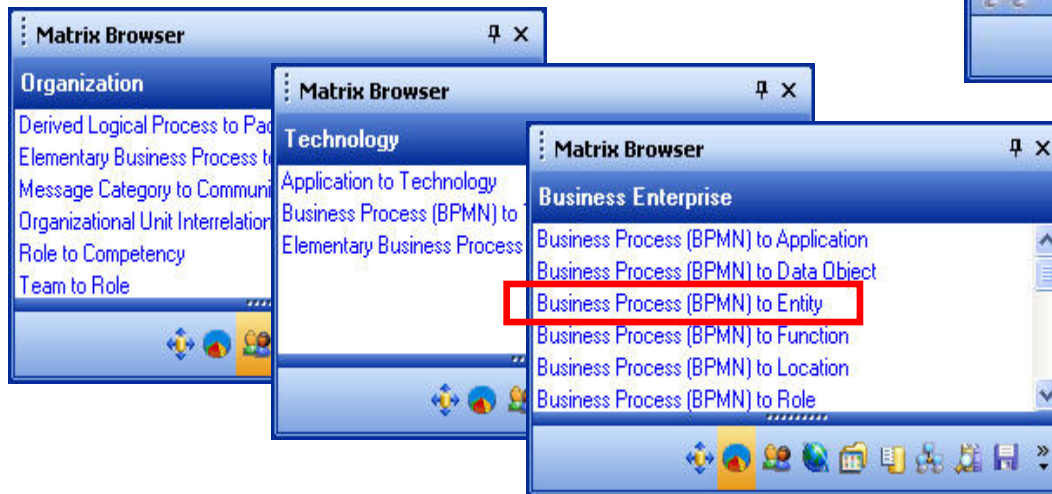 Matrix Browser
Organization
Derived Logical Process to
Elementary Business Process
Message Category to
Organizational Unit
Role to Competency
Team to Role
Matrix Browser
Technology
Application to Technology
Business Process (BPMN) to
Elementary Business Process
Matrix Browser
Business Enterprise
Business Process (BPMN) to Application
Business Process (BPMN) to Data Object
Business Process (BPMN) to Entity
Business Process (BPMN) to Function
Business Process (BPMN) to Location
Business Process (BPMN) to Role